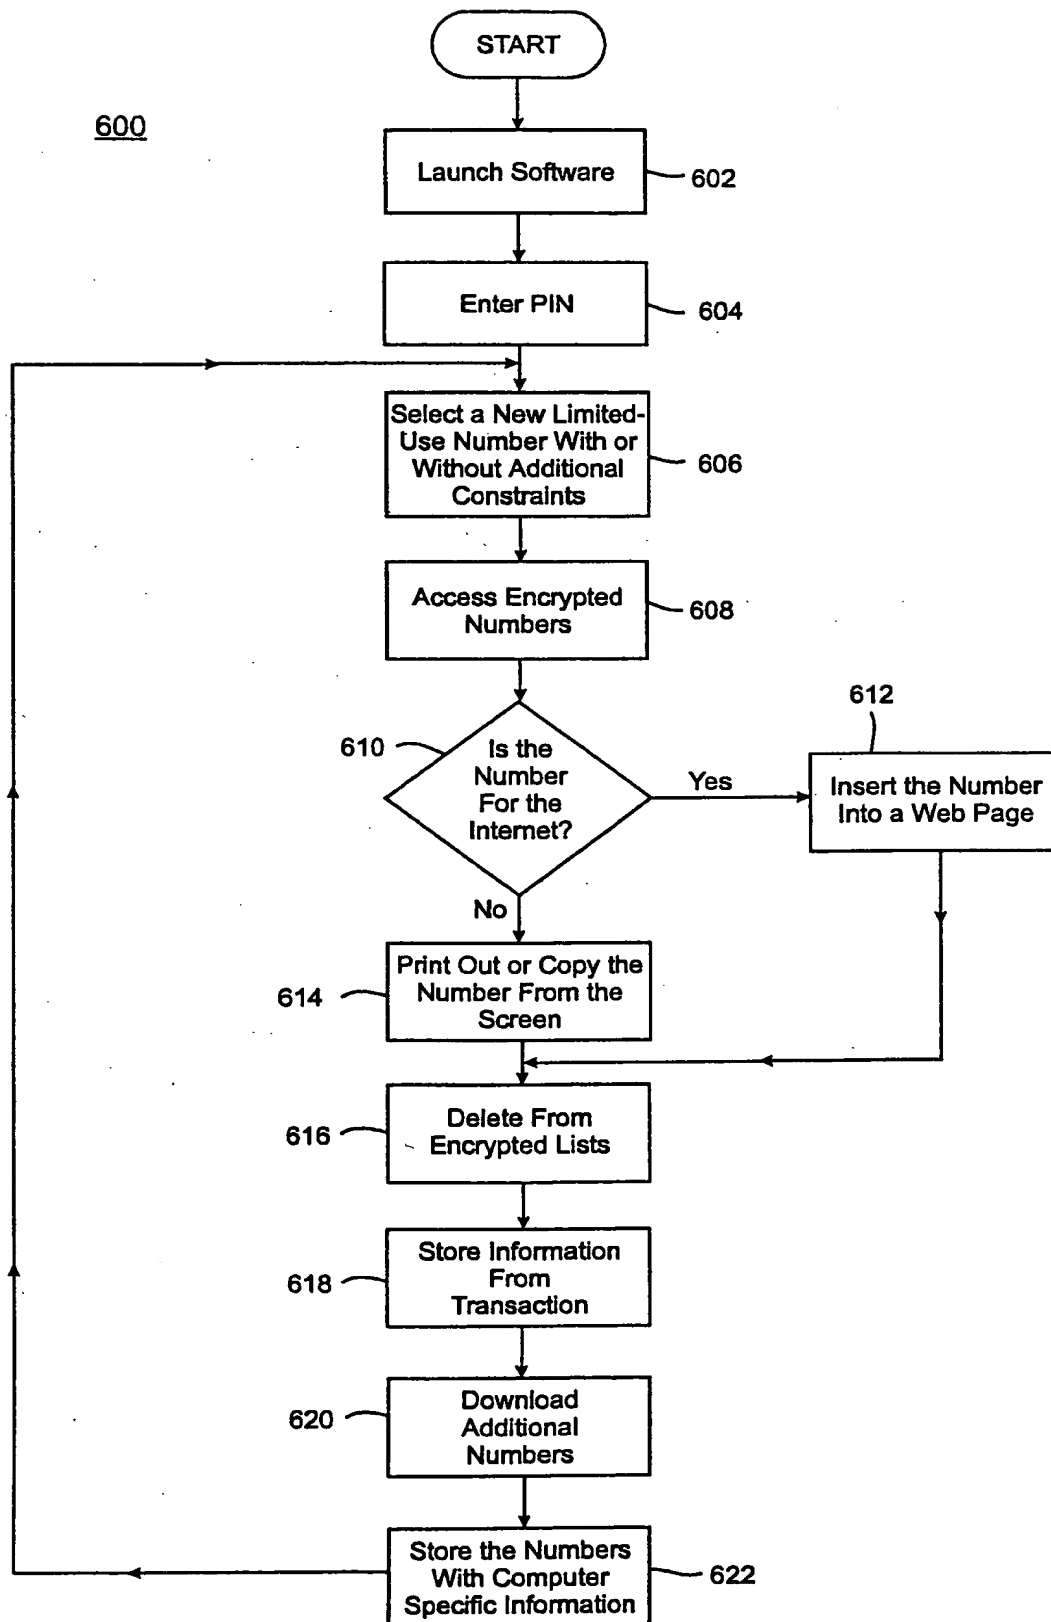 START
600
Launch Software
602
Enter PIN
604
Select a New Limited-
Use Number With or
Without Additional
Constraints
606
Access Encrypted
Numbers
608
610
Is the
Number
For the
Internet?
Yes
612
Insert the Number
Into a Web Page
No
Print Out or Copy the
Number From the
Screen
614
Delete From
Encrypted Lists
616
Store Information
From
Transaction
618
Download
Additional
Numbers
620
Store the Numbers
With Computer
Specific Information
622